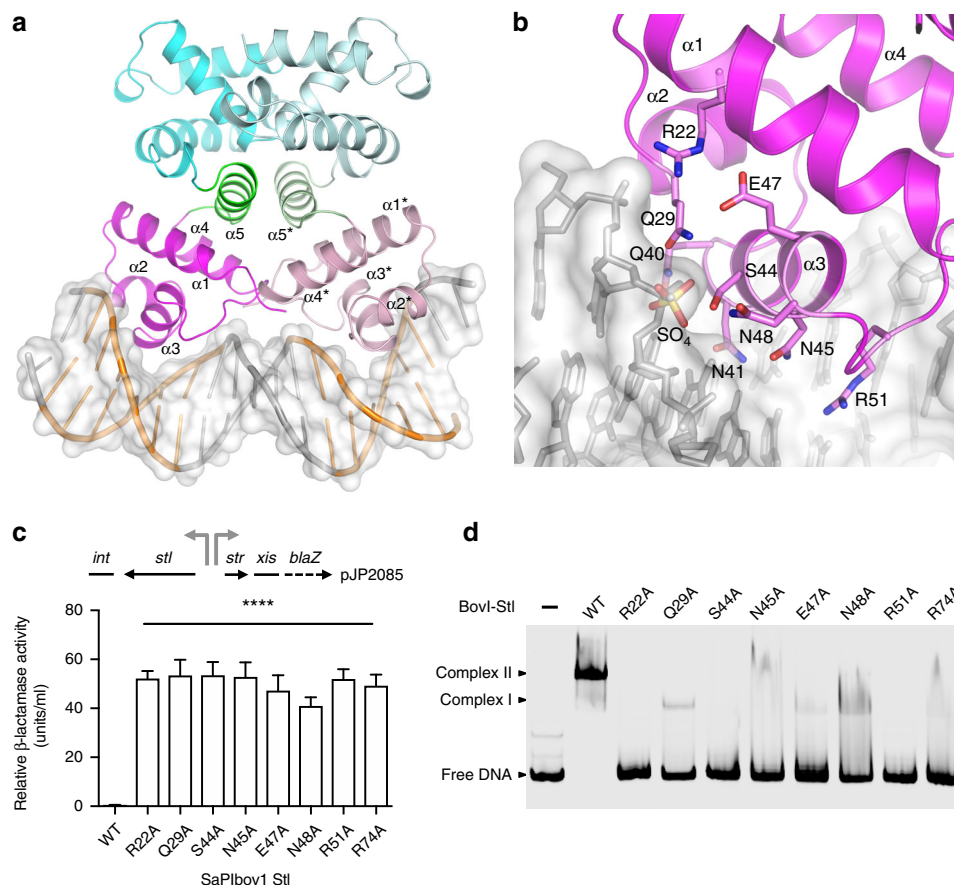 a
α1*
α4
α5
α5*
α2
α1
α3*
α4*
α2*
α3
b
α1
α4
α2
R22
E47
Q29
Q40
S44
α3
SO4
N48
N45
N41
R51
c
int
stl
str
xis
blaZ
pJP2085
****
Relative β-lactamase activity
(units/ml)
80
60
40
20
0
WT
R22A
Q29A
S44A
N45A
E47A
N48A
R51A
R74A
SaPIbov1 Stl
d
BovI-Stl
–
WT
R22A
Q29A
S44A
N45A
E47A
N48A
R51A
R74A
Complex II
Complex I
Free DNA